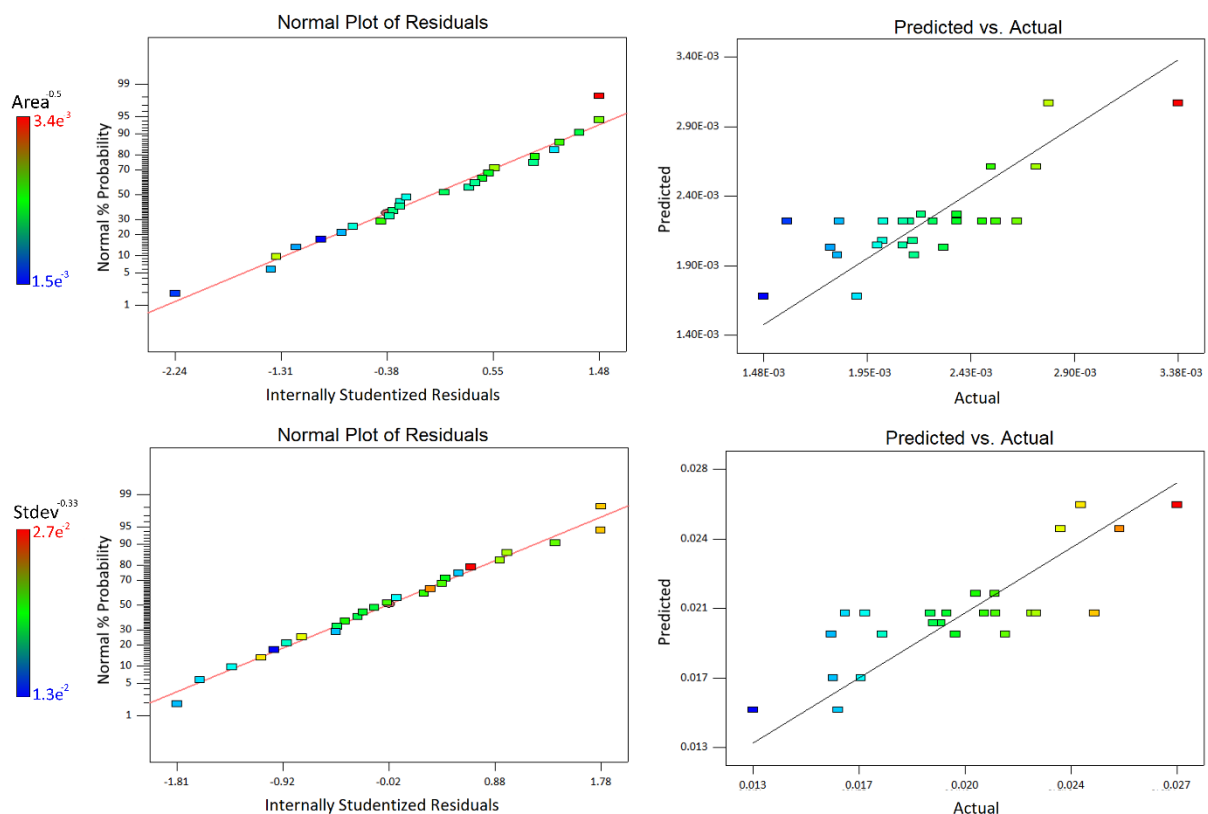 Normal Plot of Residuals
Area^-0.5
3.4e^-3
1.5e^-3
Normal % Probability
99
95
90
80
70
50
30
20
10
5
1
-2.24
-1.31
-0.38
0.55
1.48
Internally Studentized Residuals
Predicted vs. Actual
Predicted
3.40E-03
2.90E-03
2.40E-03
1.90E-03
1.40E-03
1.48E-03
1.95E-03
2.43E-03
2.90E-03
3.38E-03
Actual
Normal Plot of Residuals
Stdev^-0.33
2.7e^-2
1.3e^-2
Normal % Probability
99
95
90
80
70
50
30
20
10
5
1
-1.81
-0.92
-0.02
0.88
1.78
Internally Studentized Residuals
Predicted vs. Actual
Predicted
0.028
0.024
0.021
0.017
0.013
0.013
0.017
0.020
0.024
0.027
Actual